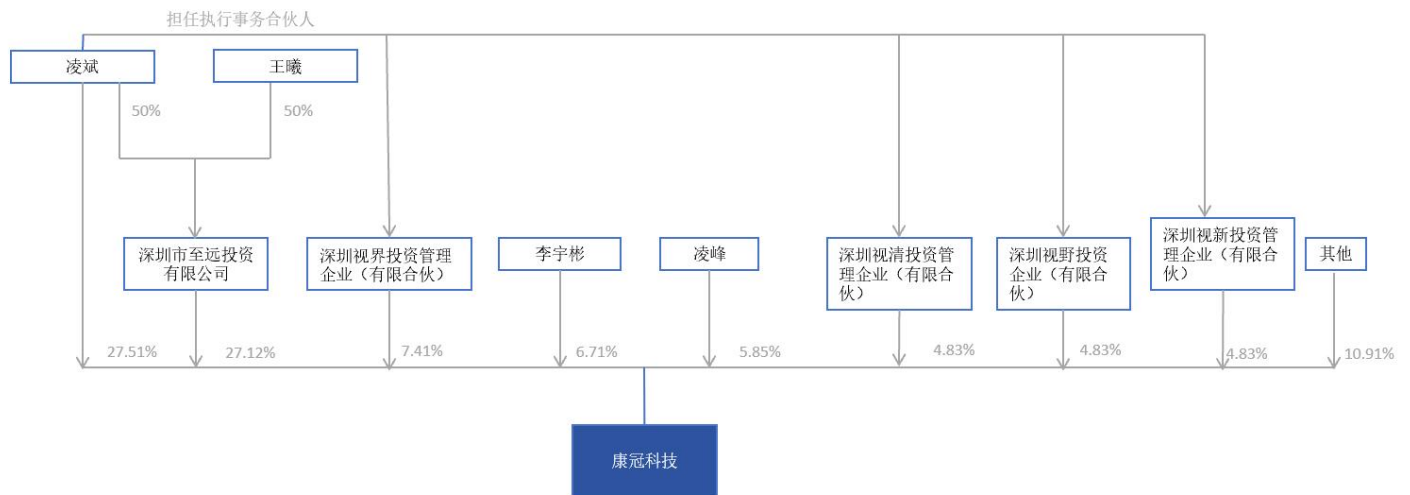 担任执行事务合伙人
凌斌
王曦
50%
50%
深圳市至远投资
有限公司
深圳视界投资管理
企业（有限合伙）
李宇彬
凌峰
深圳视清投资管
理企业（有限合
伙）
深圳视野投资
企业（有限合
伙）
深圳视新投资管
理企业（有限合
伙）
其他
27.51%
27.12%
7.41%
6.71%
5.85%
4.83%
4.83%
4.83%
10.91%
康冠科技